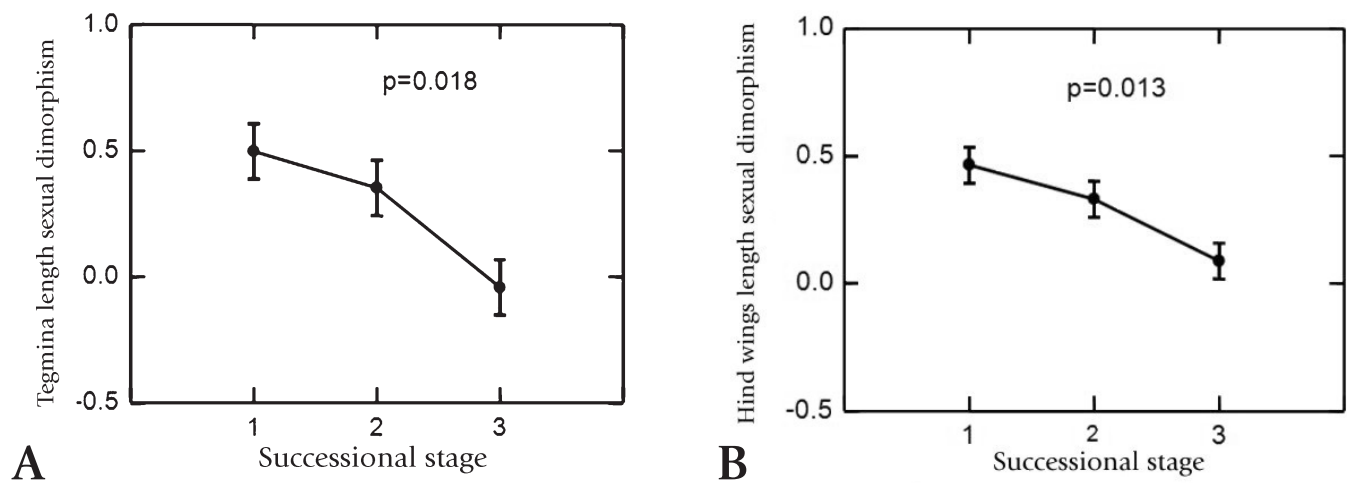 Tegmina length sexual dimorphism
1.0
0.5
0.0
-0.5
p=0.018
1 2 3
Successional stage
A
Hind wings length sexual dimorphism
1.0
0.5
0.0
-0.5
p=0.013
1 2 3
Successional stage
B